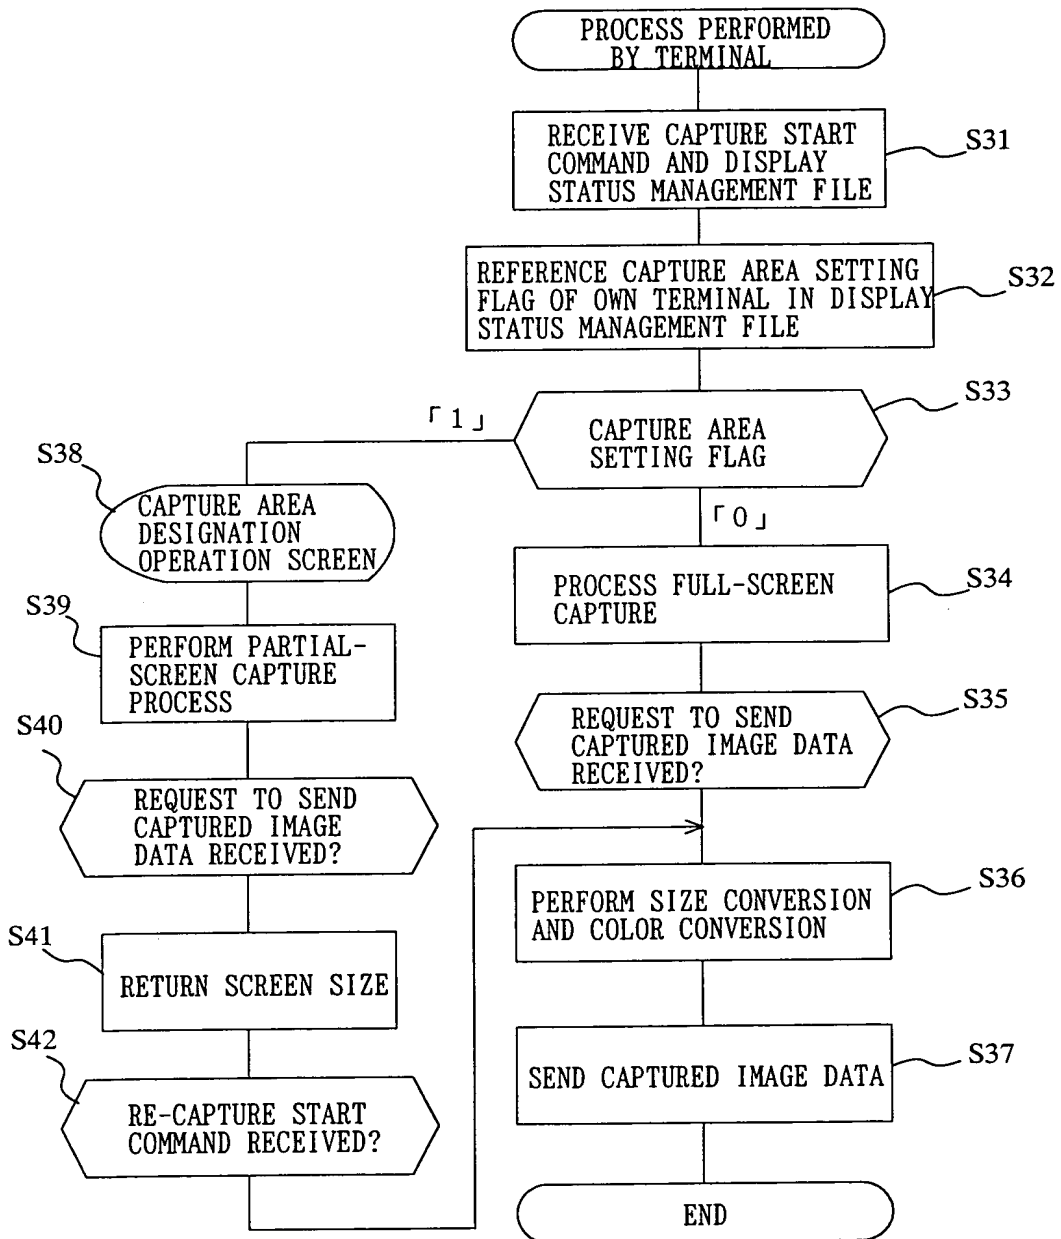 PROCESS PERFORMED
BY TERMINAL
RECEIVE CAPTURE START
COMMAND AND DISPLAY
STATUS MANAGEMENT FILE
S31
REFERENCE CAPTURE AREA SETTING
FLAG OF OWN TERMINAL IN DISPLAY
STATUS MANAGEMENT FILE
S32
CAPTURE AREA
SETTING FLAG
S33
「1」
「0」
S38
CAPTURE AREA
DESIGNATION
OPERATION SCREEN
S39
PERFORM PARTIAL-
SCREEN CAPTURE
PROCESS
S40
REQUEST TO SEND
CAPTURED IMAGE
DATA RECEIVED?
S41
RETURN SCREEN SIZE
S42
RE-CAPTURE START
COMMAND RECEIVED?
PROCESS FULL-SCREEN
CAPTURE
S34
REQUEST TO SEND
CAPTURED IMAGE DATA
RECEIVED?
S35
PERFORM SIZE CONVERSION
AND COLOR CONVERSION
S36
SEND CAPTURED IMAGE DATA
S37
END